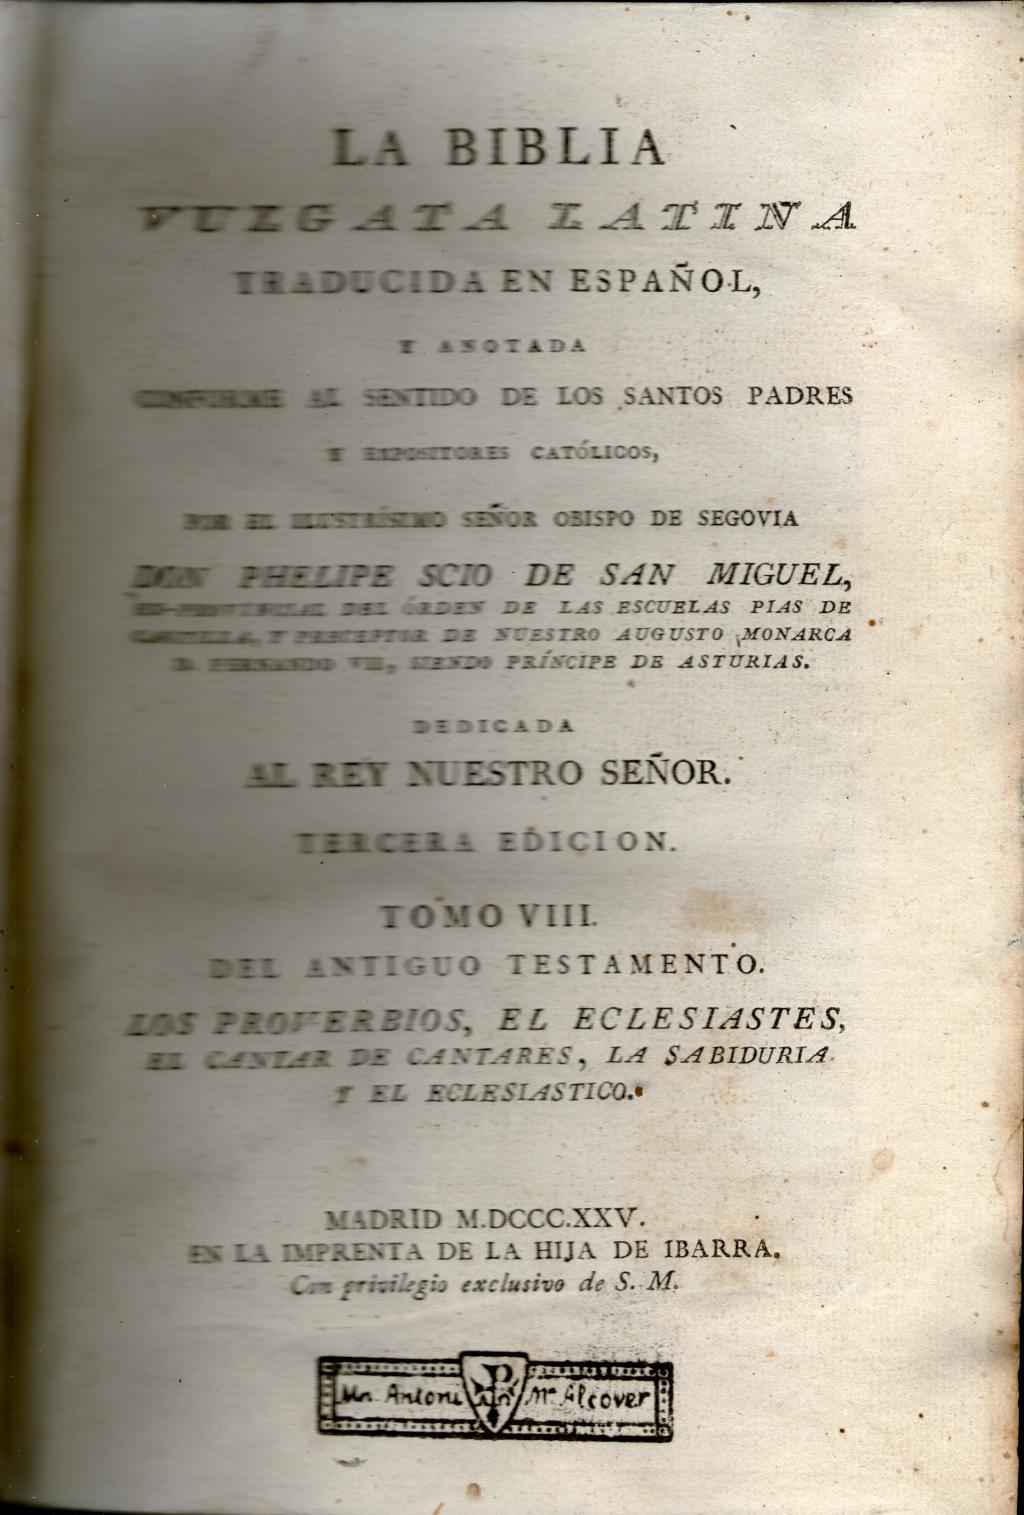 LA BIBLIA
VULGATA LATINA
TRADUCIDA EN ESPAÑOL,
Y ANOTADA
CONFORME AL SENTIDO DE LOS SANTOS PADRES
Y EXPOSITORES CATÓLICOS,
POR EL ILUSTRÍSIMO SEÑOR OBISPO DE SEGOVIA
DON PHELIPE SCIO DE SAN MIGUEL,
EX-PROVINCIAL DEL ÓRDEN DE LAS ESCUELAS PIAS DE
CASTILLA, Y PRECEPTOR DE NUESTRO AUGUSTO MONARCA
D. FERNANDO VII, SIENDO PRÍNCIPE DE ASTURIAS.
DEDICADA
AL REY NUESTRO SEÑOR.
TERCERA EDICION.
TOMO VIII.
DEL ANTIGUO TESTAMENTO.
LOS PROVERBIOS, EL ECLESIASTES,
EL CANTAR DE CANTARES, LA SABIDURIA
Y EL ECLESIASTICO.
MADRID M.DCCC.XXV.
EN LA IMPRENTA DE LA HIJA DE IBARRA.
Con privilegio exclusivo de S. M.
Mn Antoni Mª Alcover